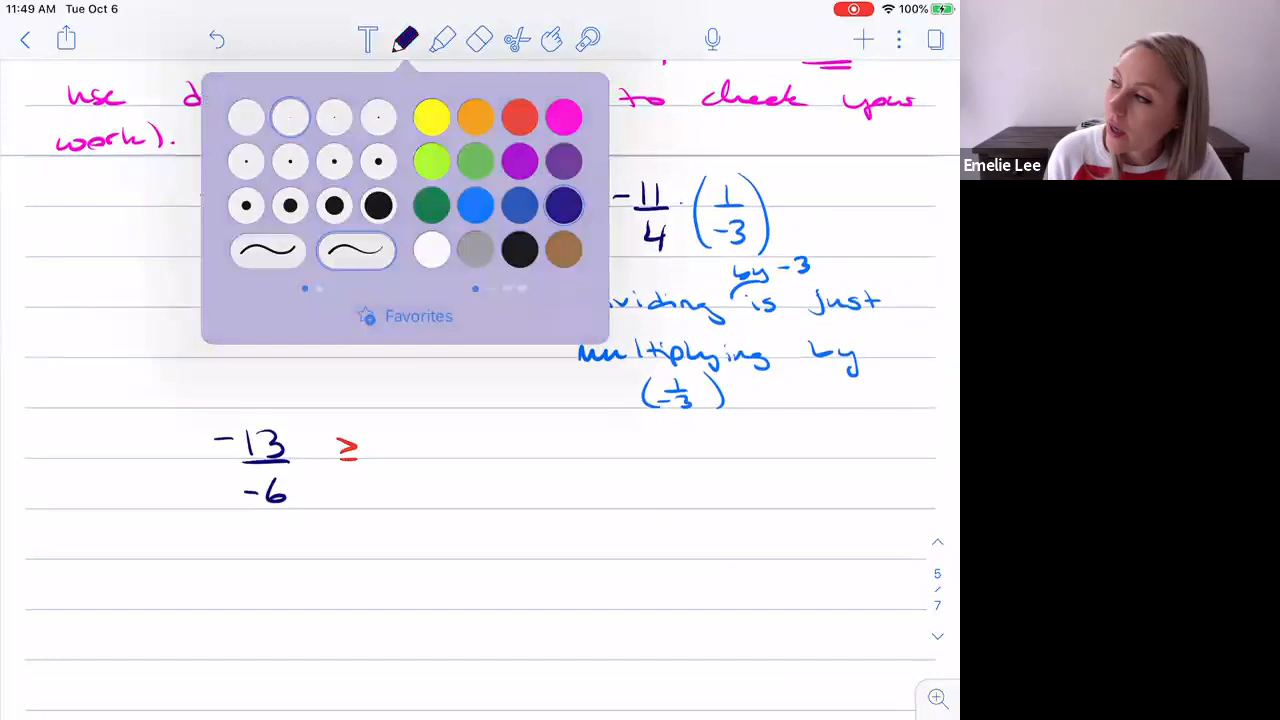 11:49 AM Tue Oct 6
100%
use to check your
work).
-11/4 · (1/-3)
by -3
viding is just
multiplying by
(1/-3)
-13/-6 ≥
Favorites
5/7
Emelie Lee